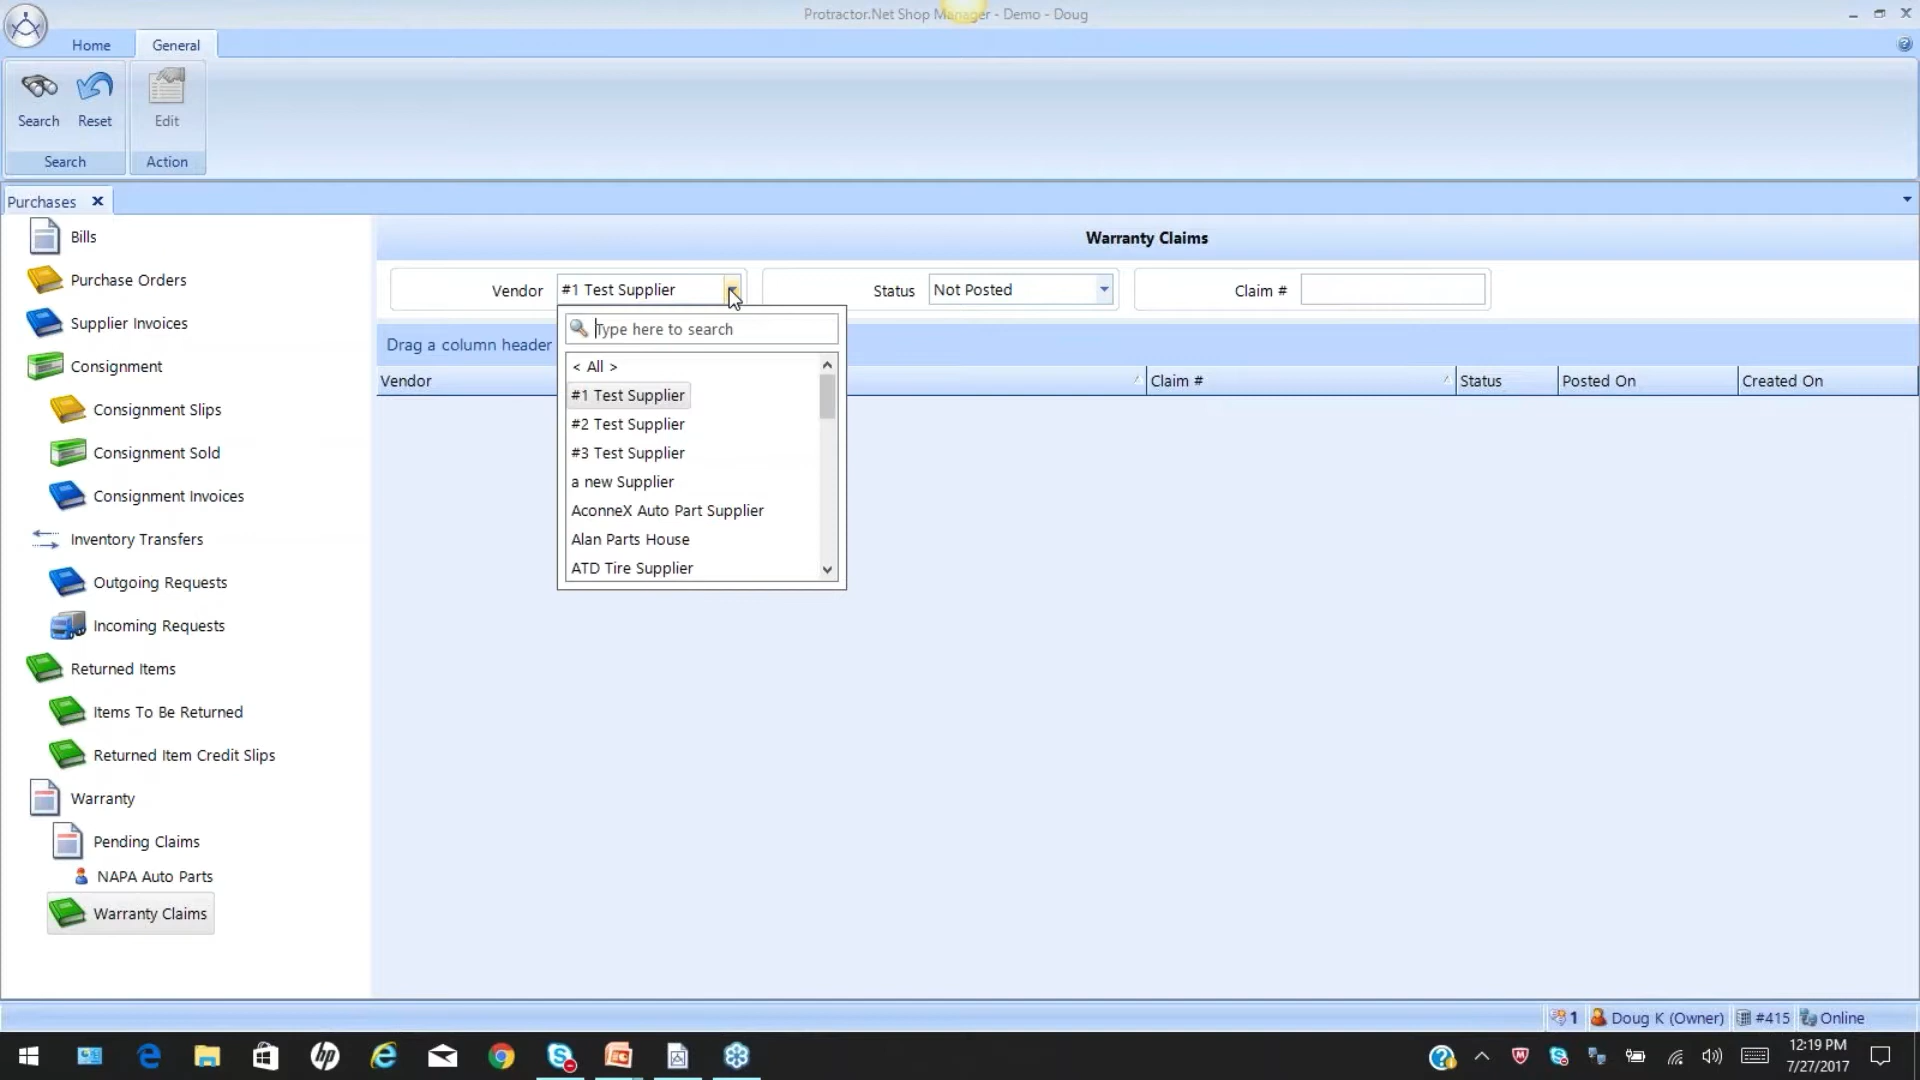 Protractor.Net Shop Manager - Demo - Doug
Home
General
Search
Reset
Edit
Search
Action
Purchases
Bills
Purchase Orders
Supplier Invoices
Consignment
Consignment Slips
Consignment Sold
Consignment Invoices
Inventory Transfers
Outgoing Requests
Incoming Requests
Returned Items
Items To Be Returned
Returned Item Credit Slips
Warranty
Pending Claims
NAPA Auto Parts
Warranty Claims
Warranty Claims
Vendor #1 Test Supplier
Status Not Posted
Claim #
Type here to search
< All >
#1 Test Supplier
#2 Test Supplier
#3 Test Supplier
a new Supplier
AconneX Auto Part Supplier
Alan Parts House
ATD Tire Supplier
Drag a column header
Vendor Claim # Status Posted On Created On
1 Doug K (Owner) #415 Online
12:19 PM
7/27/2017